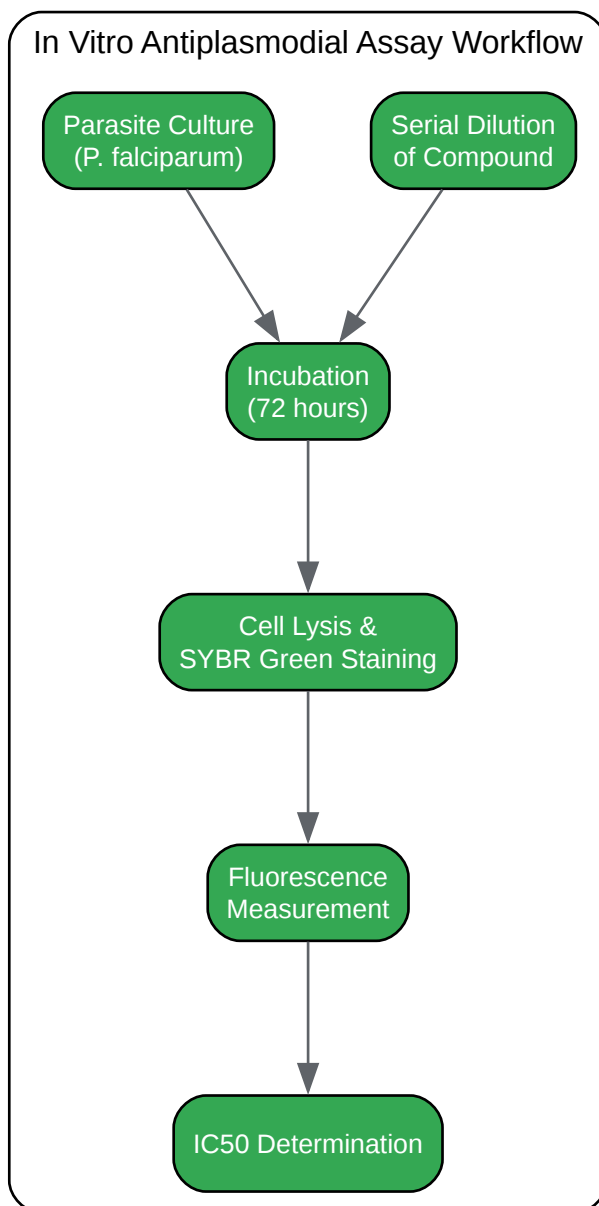 In Vitro Antiplasmodial Assay Workflow
Parasite Culture
(P. falciparum)
Serial Dilution
of Compound
Incubation
(72 hours)
Cell Lysis &
SYBR Green Staining
Fluorescence
Measurement
IC50 Determination